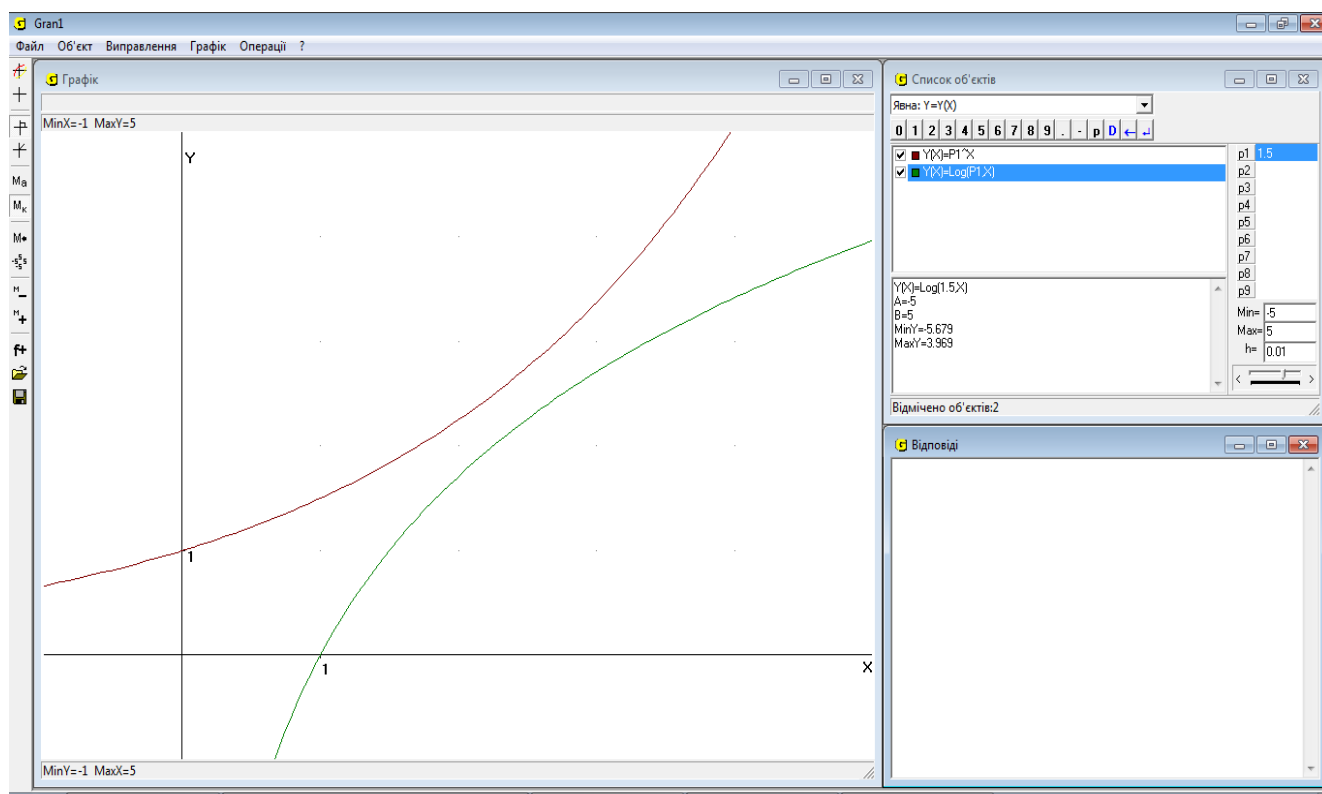 Gran1
Файл Об'єкт Виправлення Графік Операції ?
Графік
MinX=-1 MaxY=5
Y
1
1
X
MinY=-1 MaxX=5
Ma
Mк
M•
M
M+
f+
Список об'єктів
Явна: Y=Y(X)
0 1 2 3 4 5 6 7 8 9 . - p D ← ↲
Y(X)=P1^X
Y(X)=Log(P1,X)
p1 1.5
p2
p3
p4
p5
p6
p7
p8
p9
Y(X)=Log(1.5,X)
A=-5
B=5
MinY=-5.679
MaxY=3.969
Min= -5
Max= 5
h= 0.01
< >
Відмічено об'єктів:2
Відповіді